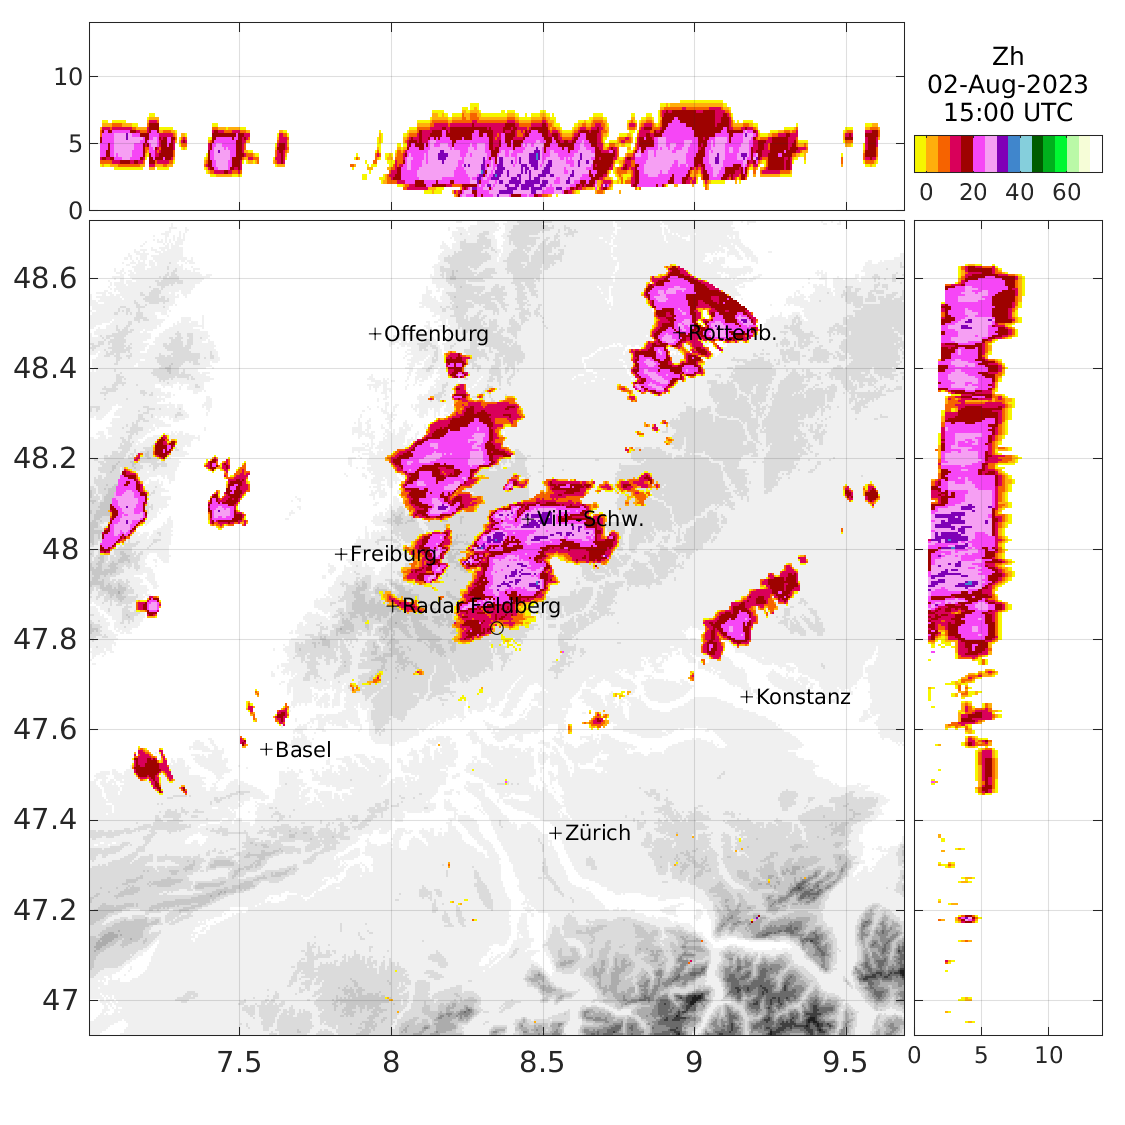 10
5
0
Zh
02-Aug-2023
15:00 UTC
0 20 40 60
48.6
48.4
48.2
48
47.8
47.6
47.4
47.2
47
+Offenburg
+Rottenb.
+Vill.-Schw.
+Freiburg
+Radar Feldberg
+Konstanz
+Basel
+Zürich
7.5 8 8.5 9 9.5
0 5 10